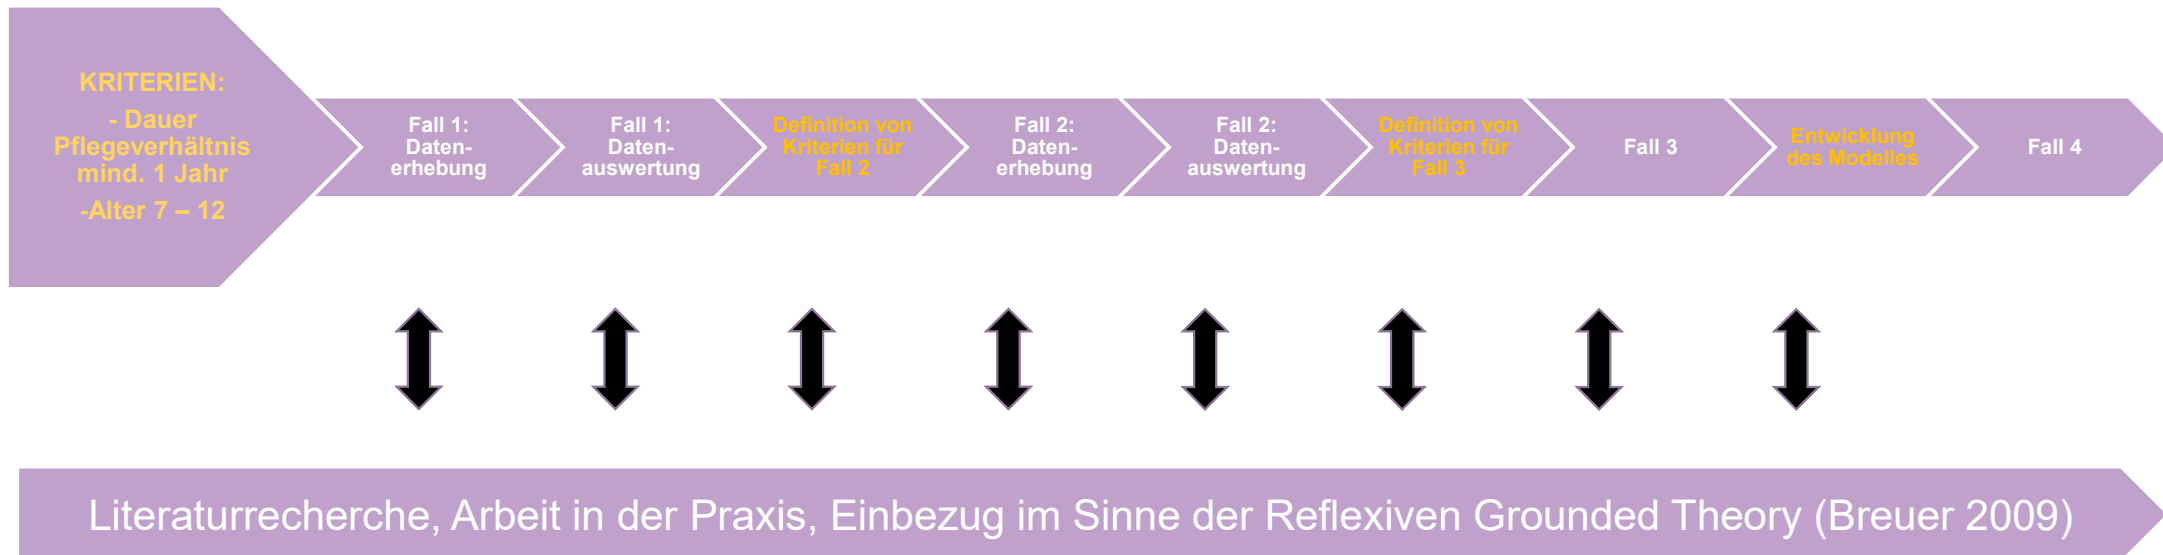 KRITERIEN:
- Dauer
Pflegeverhältnis
mind. 1 Jahr
-Alter 7 – 12
Fall 1:
Daten-
erhebung
Fall 1:
Daten-
auswertung
Definition von
Kriterien für
Fall 2
Fall 2:
Daten-
erhebung
Fall 2:
Daten-
auswertung
Definition von
Kriterien für
Fall 3
Fall 3
Entwicklung
des Modelles
Fall 4
Literaturrecherche, Arbeit in der Praxis, Einbezug im Sinne der Reflexiven Grounded Theory (Breuer 2009)